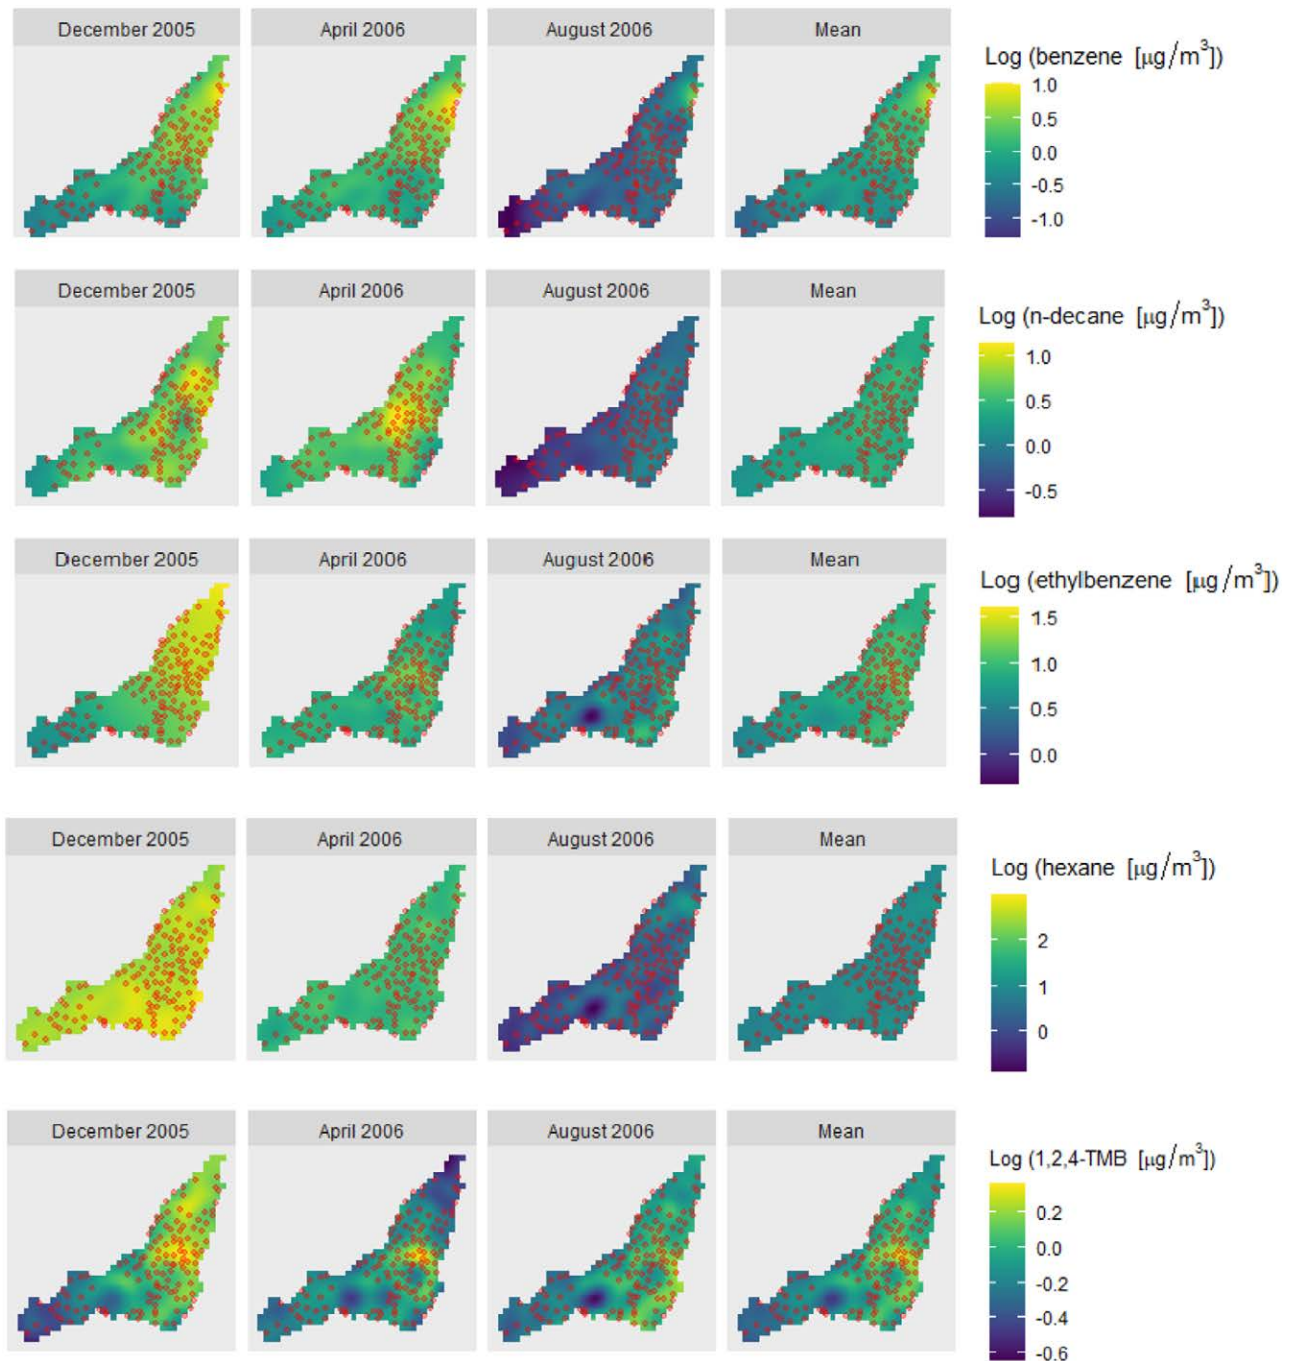 December 2005 April 2006 August 2006 Mean
Log (benzene [μg/m³])
1.0
0.5
0.0
-0.5
-1.0
December 2005 April 2006 August 2006 Mean
Log (n-decane [μg/m³])
1.0
0.5
0.0
-0.5
December 2005 April 2006 August 2006 Mean
Log (ethylbenzene [μg/m³])
1.5
1.0
0.5
0.0
December 2005 April 2006 August 2006 Mean
Log (hexane [μg/m³])
2
1
0
December 2005 April 2006 August 2006 Mean
Log (1,2,4-TMB [μg/m³])
0.2
0.0
-0.2
-0.4
-0.6